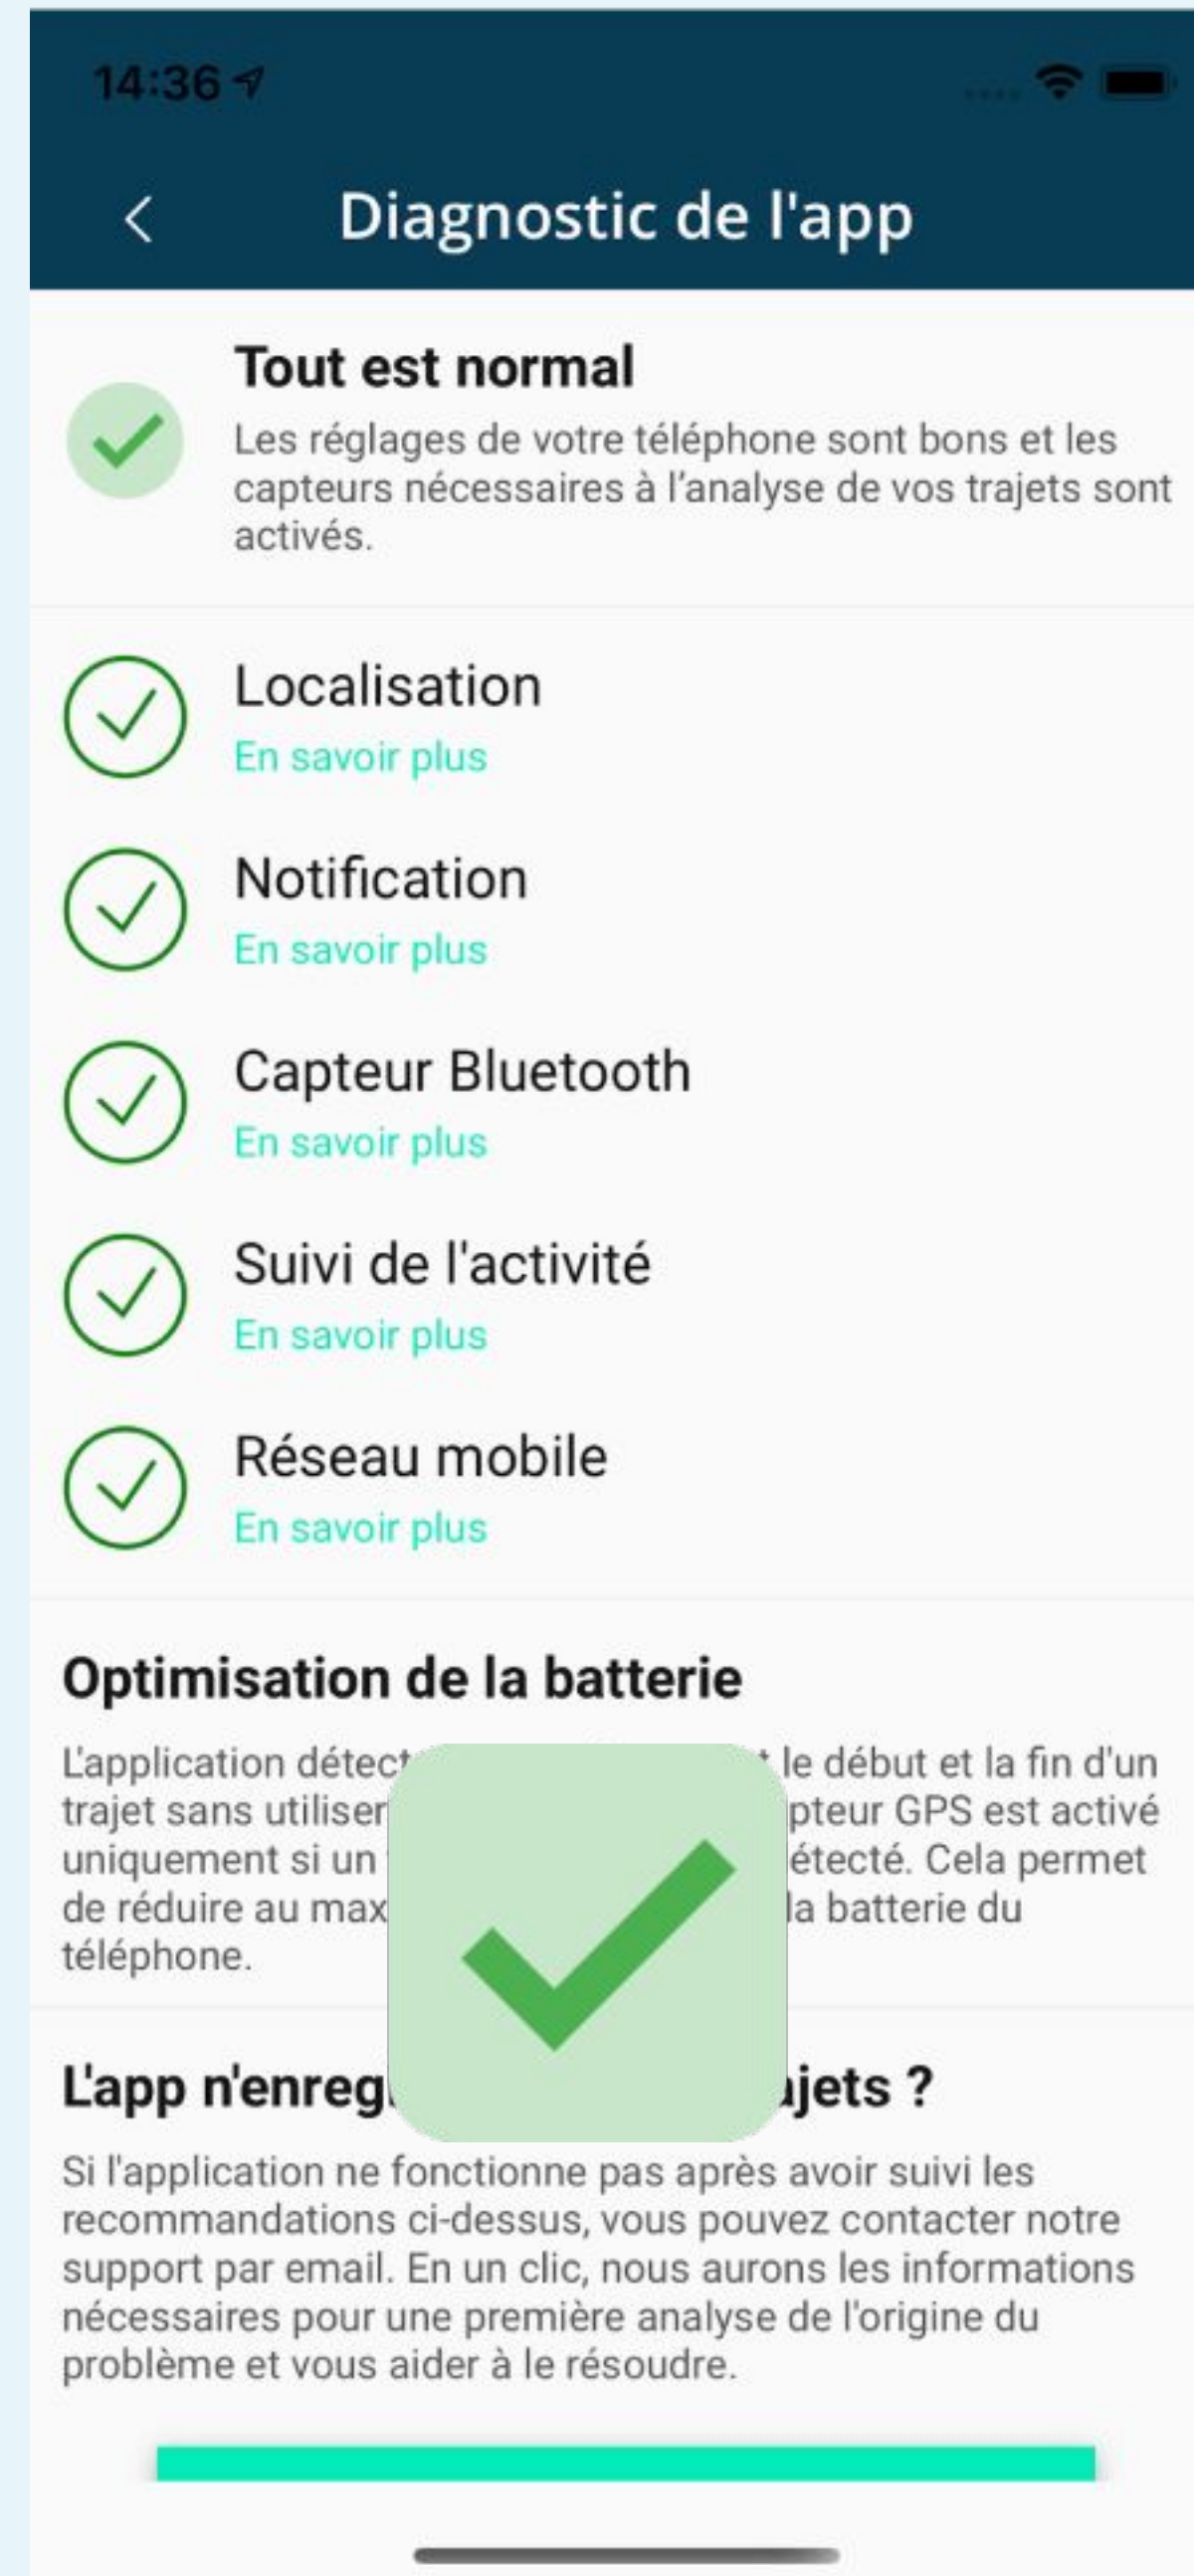 14:36
Diagnostic de l'app
Tout est normal
Les réglages de votre téléphone sont bons et les
capteurs nécessaires à l'analyse de vos trajets sont
activés.
Localisation
En savoir plus
Notification
En savoir plus
Capteur Bluetooth
En savoir plus
Suivi de l'activité
En savoir plus
Réseau mobile
En savoir plus
Optimisation de la batterie
L'application le début et la fin d'un
trajet sans utiliser GPS est activé
uniquement si un Cela permet
de réduire au la batterie du
téléphone.
L'app ?
Si l'application ne fonctionne pas après avoir suivi les
recommandations ci-dessus, vous pouvez contacter notre
support par email. En un clic, nous aurons les informations
nécessaires pour une première analyse de l'origine du
problème et vous aider à le résoudre.